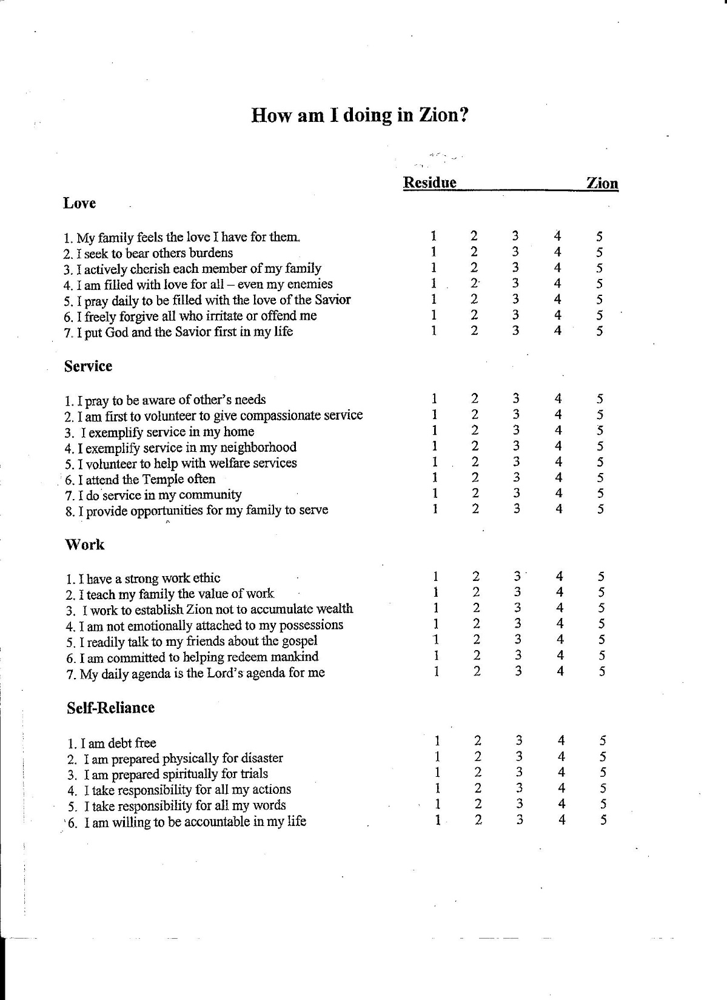 How am I doing in Zion?
Residue Zion
Love
1. My family feels the love I have for them. 1 2 3 4 5
2. I seek to bear others burdens 1 2 3 4 5
3. I actively cherish each member of my family 1 2 3 4 5
4. I am filled with love for all – even my enemies 1 2 3 4 5
5. I pray daily to be filled with the love of the Savior 1 2 3 4 5
6. I freely forgive all who irritate or offend me 1 2 3 4 5
7. I put God and the Savior first in my life 1 2 3 4 5
Service
1. I pray to be aware of other's needs 1 2 3 4 5
2. I am first to volunteer to give compassionate service 1 2 3 4 5
3. I exemplify service in my home 1 2 3 4 5
4. I exemplify service in my neighborhood 1 2 3 4 5
5. I volunteer to help with welfare services 1 2 3 4 5
6. I attend the Temple often 1 2 3 4 5
7. I do service in my community 1 2 3 4 5
8. I provide opportunities for my family to serve 1 2 3 4 5
Work
1. I have a strong work ethic 1 2 3 4 5
2. I teach my family the value of work 1 2 3 4 5
3. I work to establish Zion not to accumulate wealth 1 2 3 4 5
4. I am not emotionally attached to my possessions 1 2 3 4 5
5. I readily talk to my friends about the gospel 1 2 3 4 5
6. I am committed to helping redeem mankind 1 2 3 4 5
7. My daily agenda is the Lord's agenda for me 1 2 3 4 5
Self-Reliance
1. I am debt free 1 2 3 4 5
2. I am prepared physically for disaster 1 2 3 4 5
3. I am prepared spiritually for trials 1 2 3 4 5
4. I take responsibility for all my actions 1 2 3 4 5
5. I take responsibility for all my words 1 2 3 4 5
6. I am willing to be accountable in my life 1 2 3 4 5